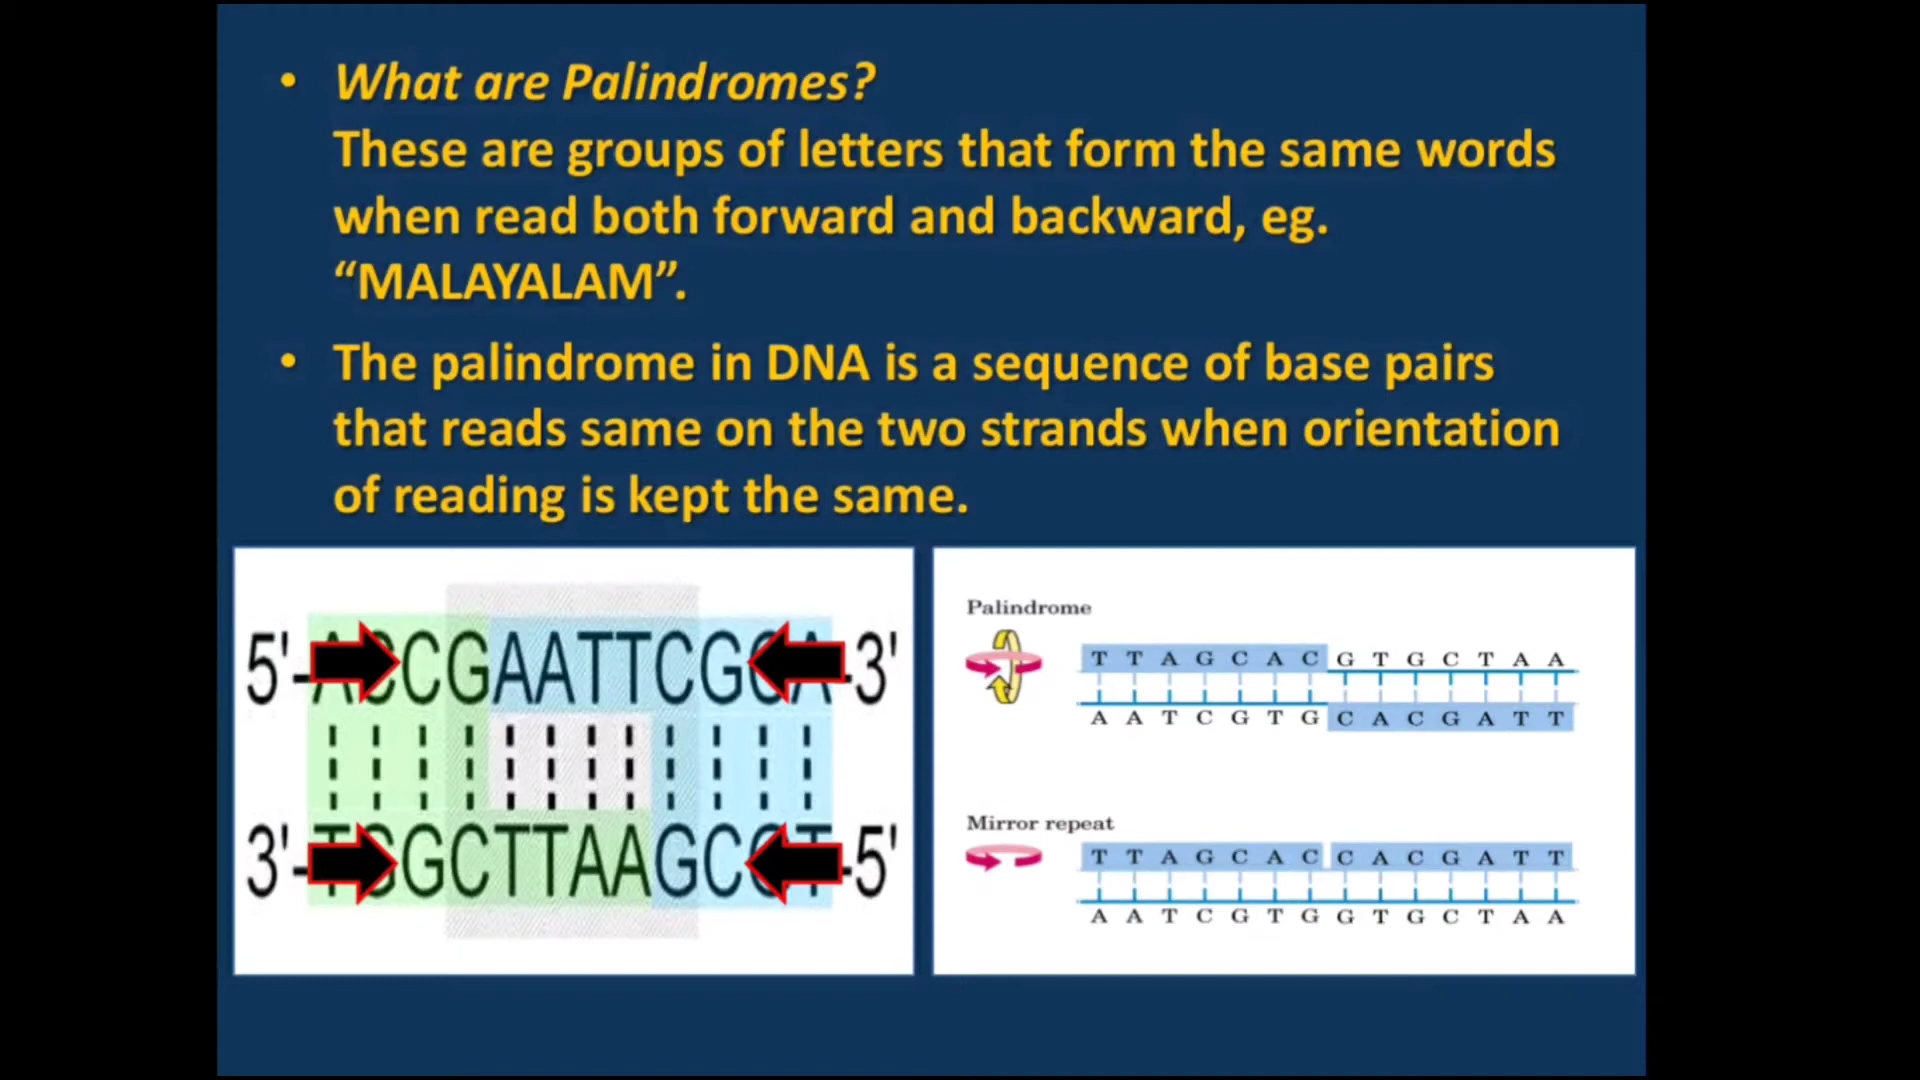 • What are Palindromes?
These are groups of letters that form the same words
when read both forward and backward, eg.
“MALAYALAM”.
• The palindrome in DNA is a sequence of base pairs
that reads same on the two strands when orientation
of reading is kept the same.
5'- CGAATTCG -3'
3'- GCTTAAGC -5'
Palindrome
T T A G C A C G T G C T A A
A A T C G T G C A C G A T T
Mirror repeat
T T A G C A C C A C G A T T
A A T C G T G G T G C T A A